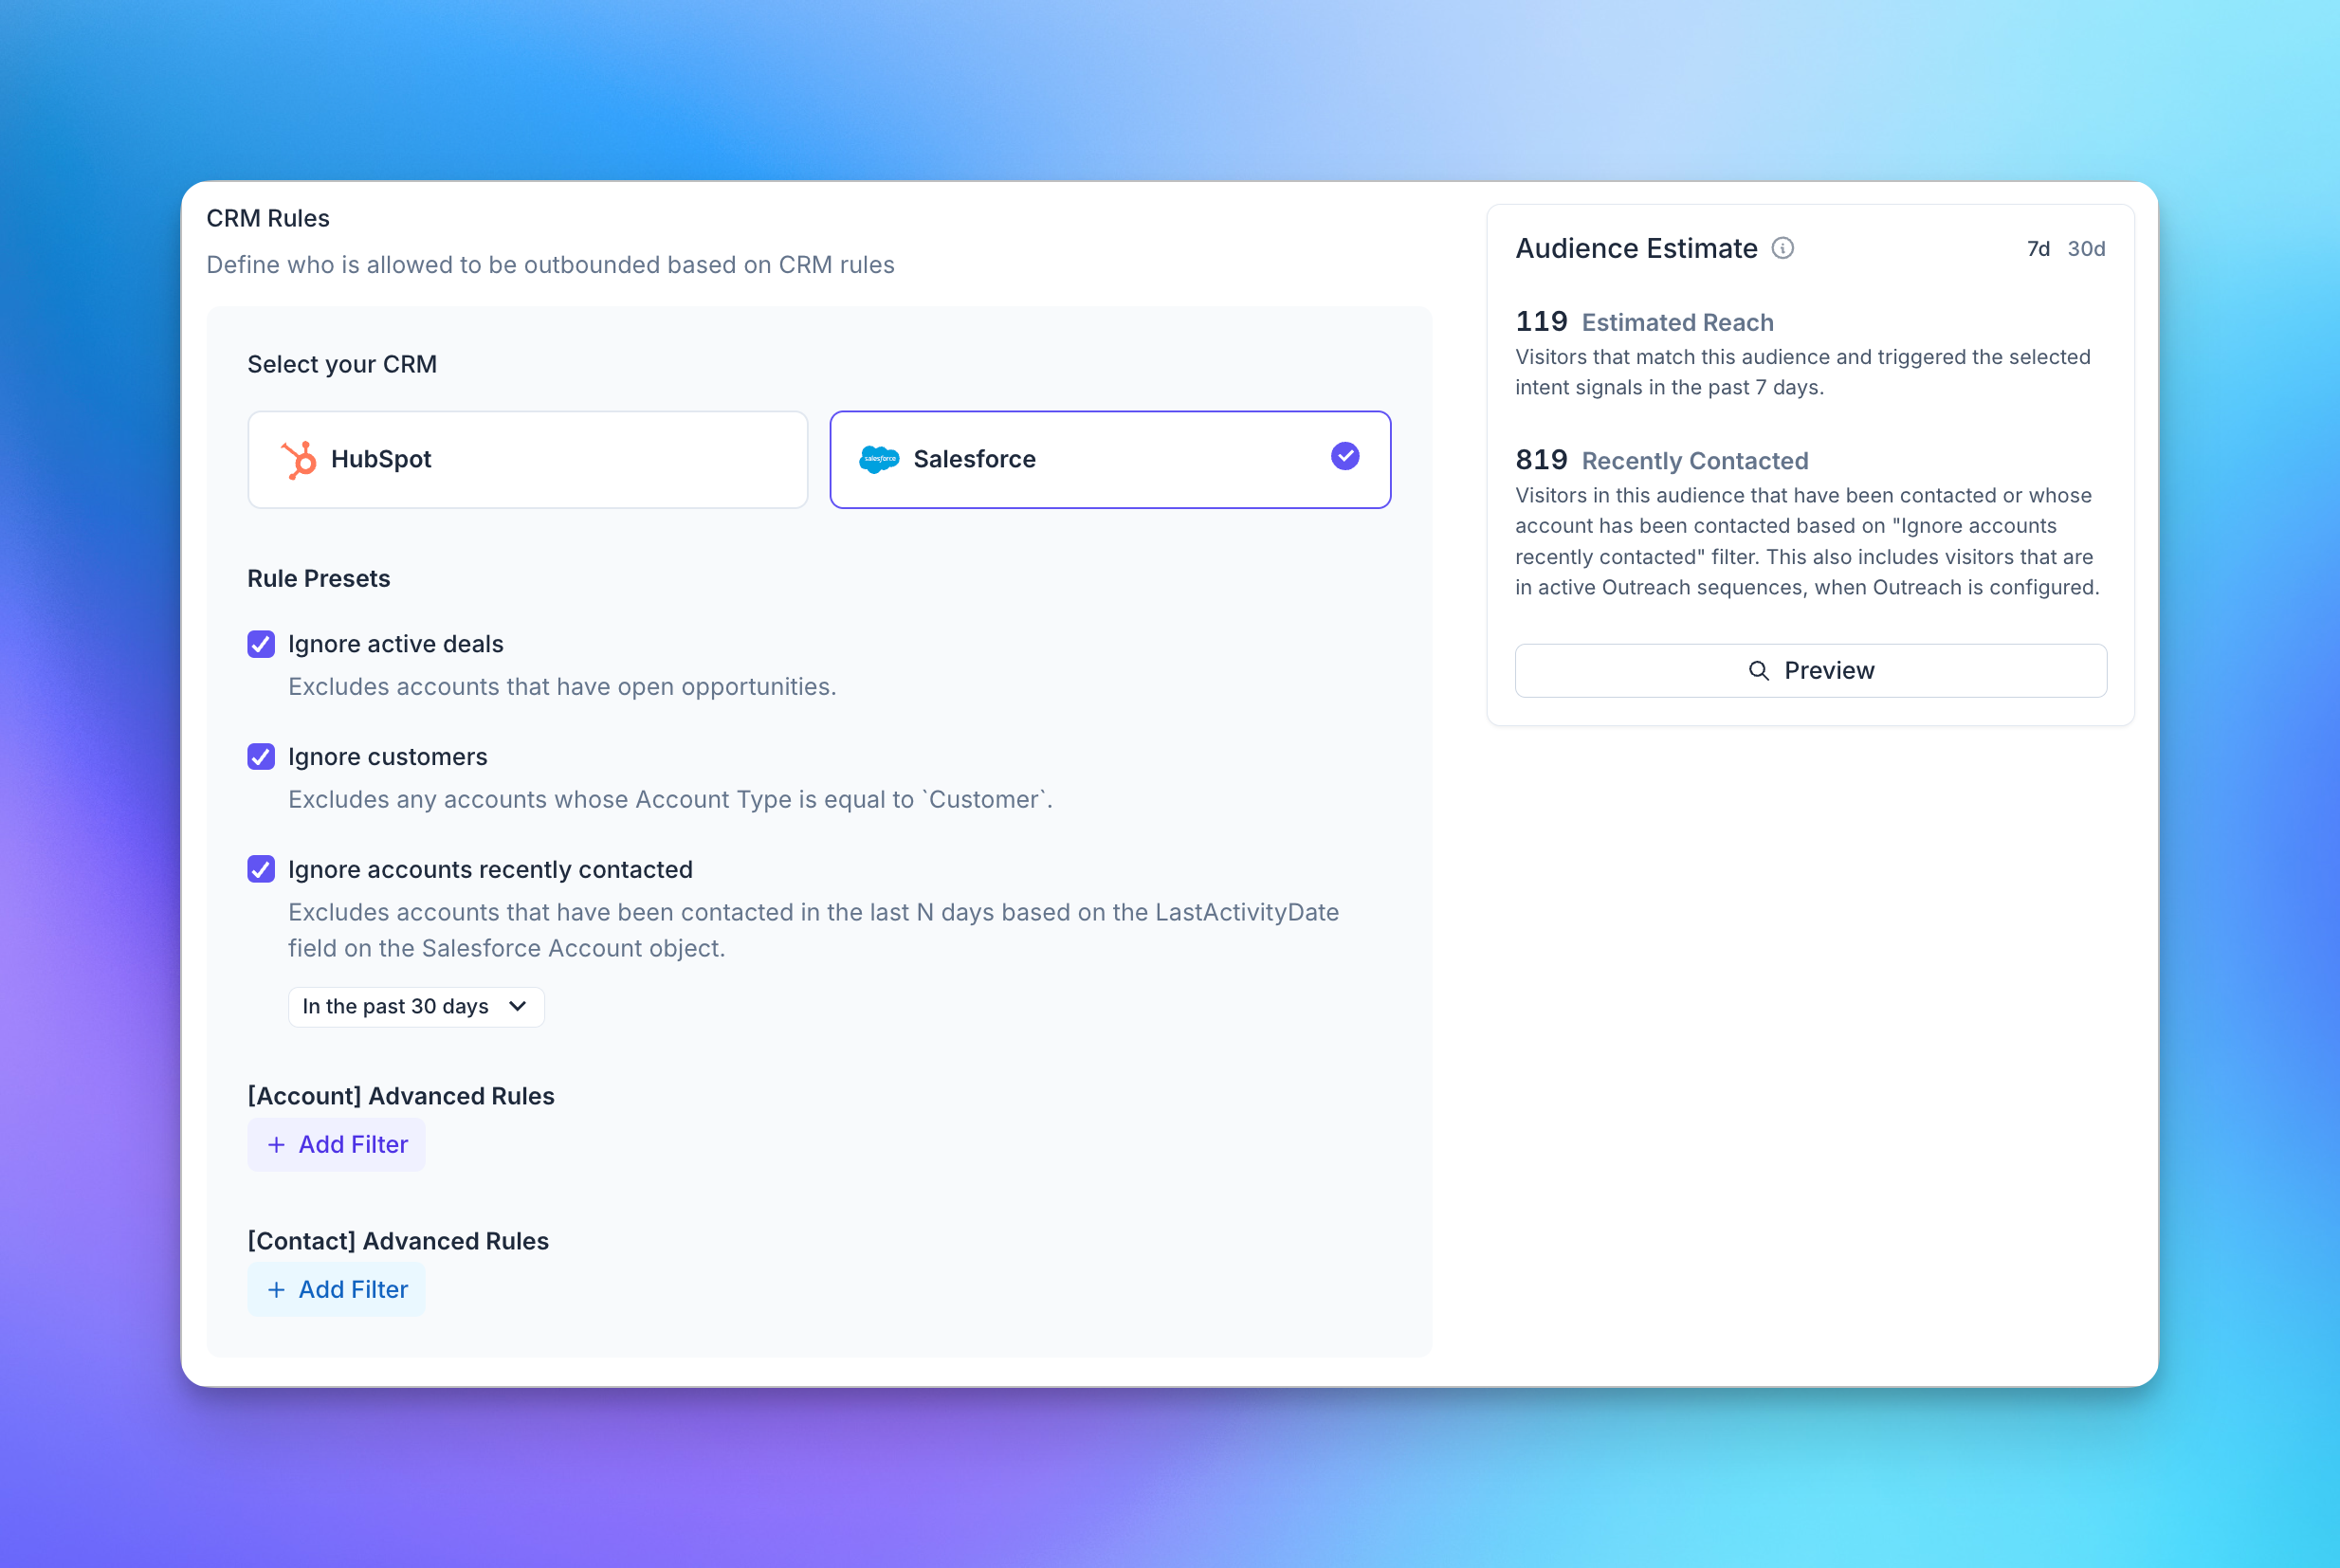 CRM Rules
Define who is allowed to be outbounded based on CRM rules
Select your CRM
HubSpot
salesforce
Salesforce
Rule Presets
Ignore active deals
Excludes accounts that have open opportunities.
Ignore customers
Excludes any accounts whose Account Type is equal to `Customer`.
Ignore accounts recently contacted
Excludes accounts that have been contacted in the last N days based on the LastActivityDate
field on the Salesforce Account object.
In the past 30 days
[Account] Advanced Rules
+ Add Filter
[Contact] Advanced Rules
+ Add Filter
Audience Estimate
7d 30d
119 Estimated Reach
Visitors that match this audience and triggered the selected
intent signals in the past 7 days.
819 Recently Contacted
Visitors in this audience that have been contacted or whose
account has been contacted based on "Ignore accounts
recently contacted" filter. This also includes visitors that are
in active Outreach sequences, when Outreach is configured.
Preview